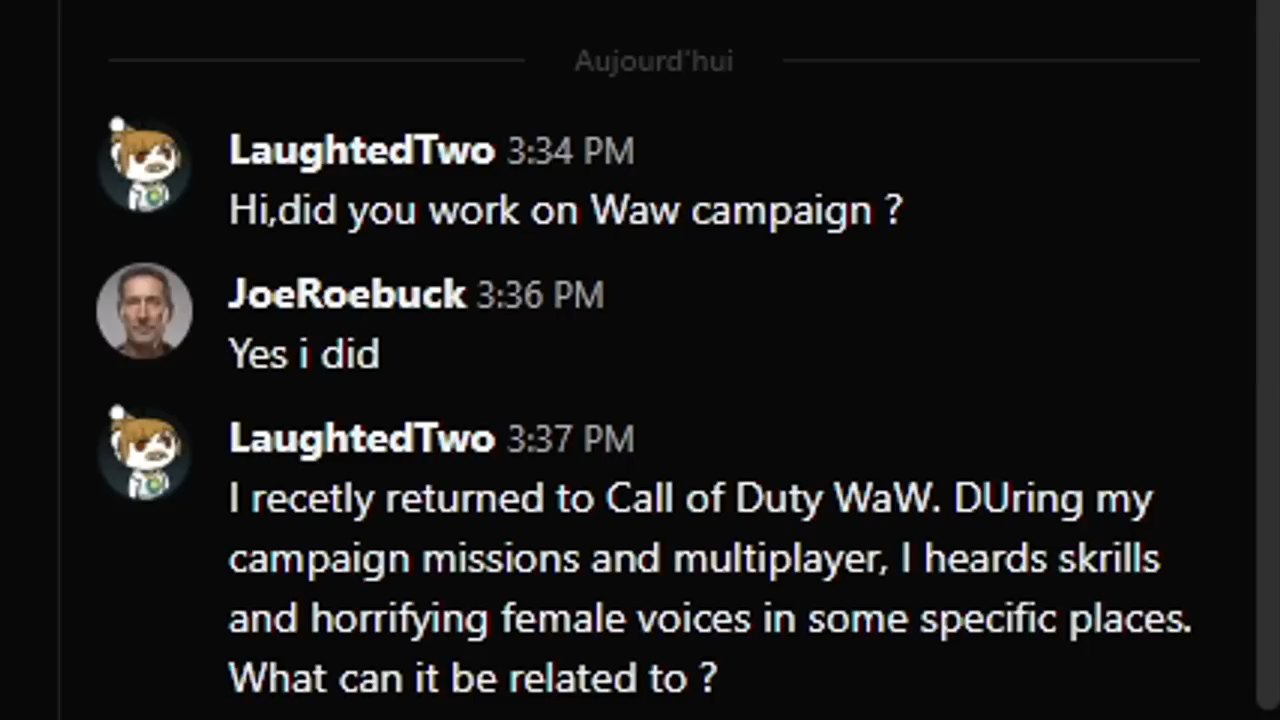 Aujourd'hui
LaughtedTwo 3:34 PM
Hi,did you work on Waw campaign ?
JoeRoebuck 3:36 PM
Yes i did
LaughtedTwo 3:37 PM
I recetly returned to Call of Duty WaW. DUring my
campaign missions and multiplayer, I heards skrills
and horrifying female voices in some specific places.
What can it be related to ?